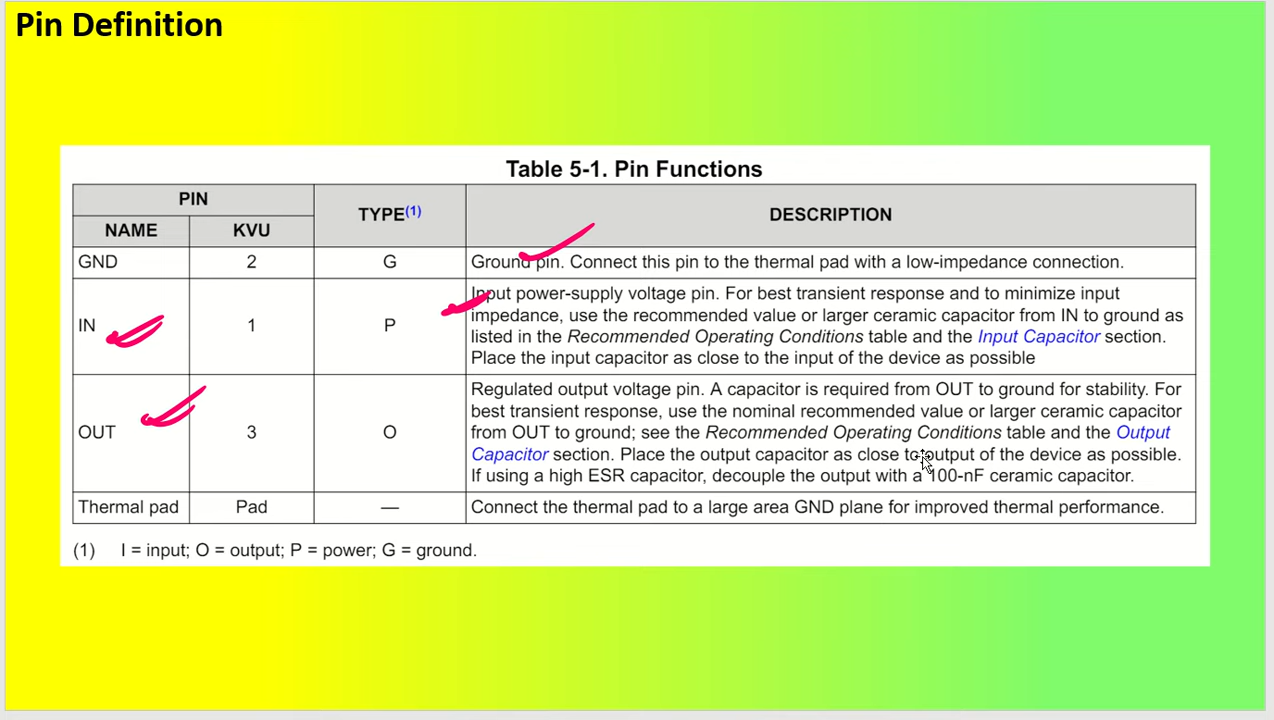 Pin Definition
Table 5-1. Pin Functions
PIN
TYPE(1)
DESCRIPTION
NAME
KVU
GND
2
G
Ground pin. Connect this pin to the thermal pad with a low-impedance connection.
IN
1
P
Input power-supply voltage pin. For best transient response and to minimize input
impedance, use the recommended value or larger ceramic capacitor from IN to ground as
listed in the Recommended Operating Conditions table and the Input Capacitor section.
Place the input capacitor as close to the input of the device as possible
OUT
3
O
Regulated output voltage pin. A capacitor is required from OUT to ground for stability. For
best transient response, use the nominal recommended value or larger ceramic capacitor
from OUT to ground; see the Recommended Operating Conditions table and the Output
Capacitor section. Place the output capacitor as close to output of the device as possible.
If using a high ESR capacitor, decouple the output with a 100-nF ceramic capacitor.
Thermal pad
Pad
—
Connect the thermal pad to a large area GND plane for improved thermal performance.
(1) I = input; O = output; P = power; G = ground.